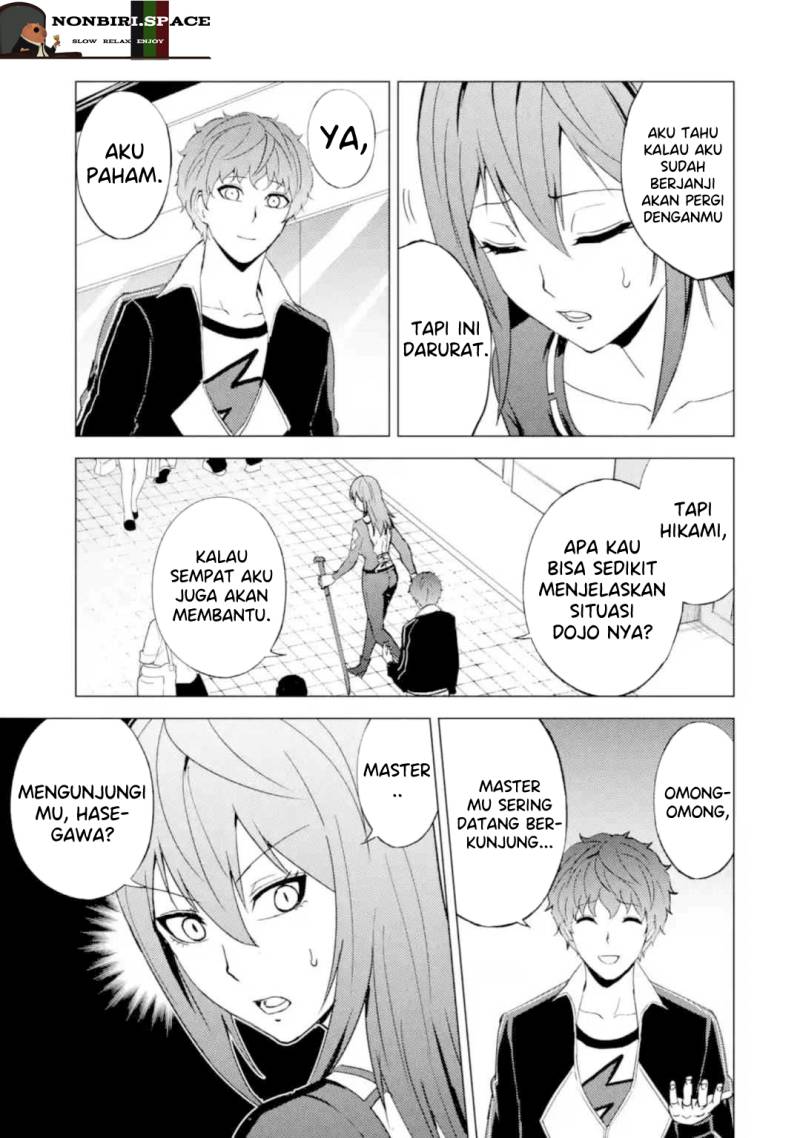 NONBIRI.SPACE
SLOW RELAX ENJOY
AKU TAHU
KALAU AKU
SUDAH
BERJANJI
AKAN PERGI
DENGANMU
TAPI INI
DARURAT.
YA,
AKU
PAHAM.
TAPI
HIKAMI,
APA KAU
BISA SEDIKIT
MENJELASKAN
SITUASI
DOJO NYA?
KALAU
SEMPAT AKU
JUGA AKAN
MEMBANTU.
OMONG-
OMONG,
MASTER
MU SERING
DATANG BER-
KUNJUNG...
MASTER
..
MENGUNJUNGI
MU, HASE-
GAWA?